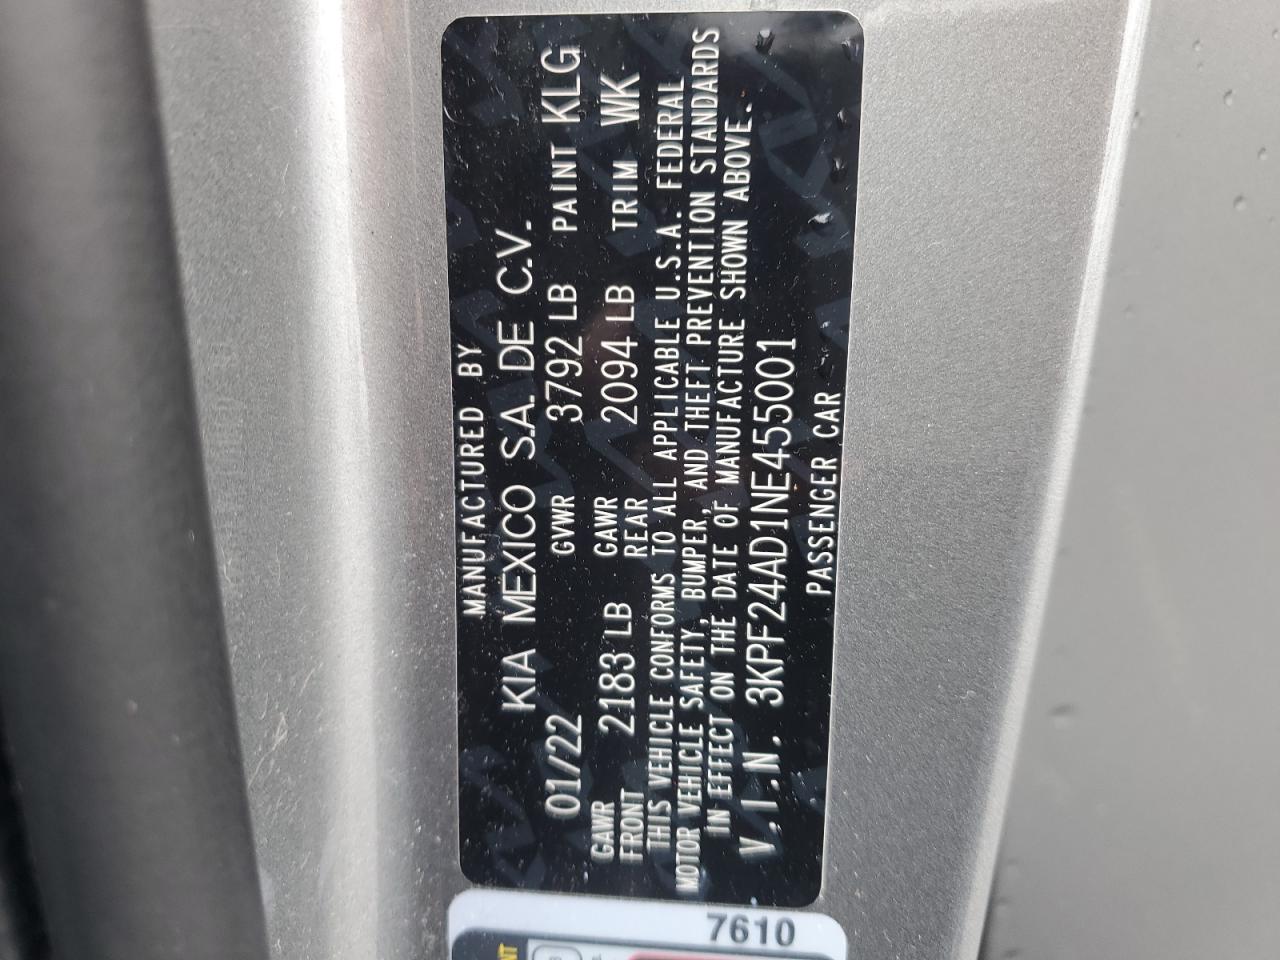 MANUFACTURED BY
KIA MEXICO S.A. DE C.V.
01/22 GVWR 3792 LB PAINT KLG
GAWR FRONT 2183 LB GAWR REAR 2094 LB TRIM WK
THIS VEHICLE CONFORMS TO ALL APPLICABLE U.S.A. FEDERAL
MOTOR VEHICLE SAFETY, BUMPER, AND THEFT PREVENTION STANDARDS
IN EFFECT ON THE DATE OF MANUFACTURE SHOWN ABOVE.
V.I.N. 3KPF24AD1NE455001
PASSENGER CAR
7610